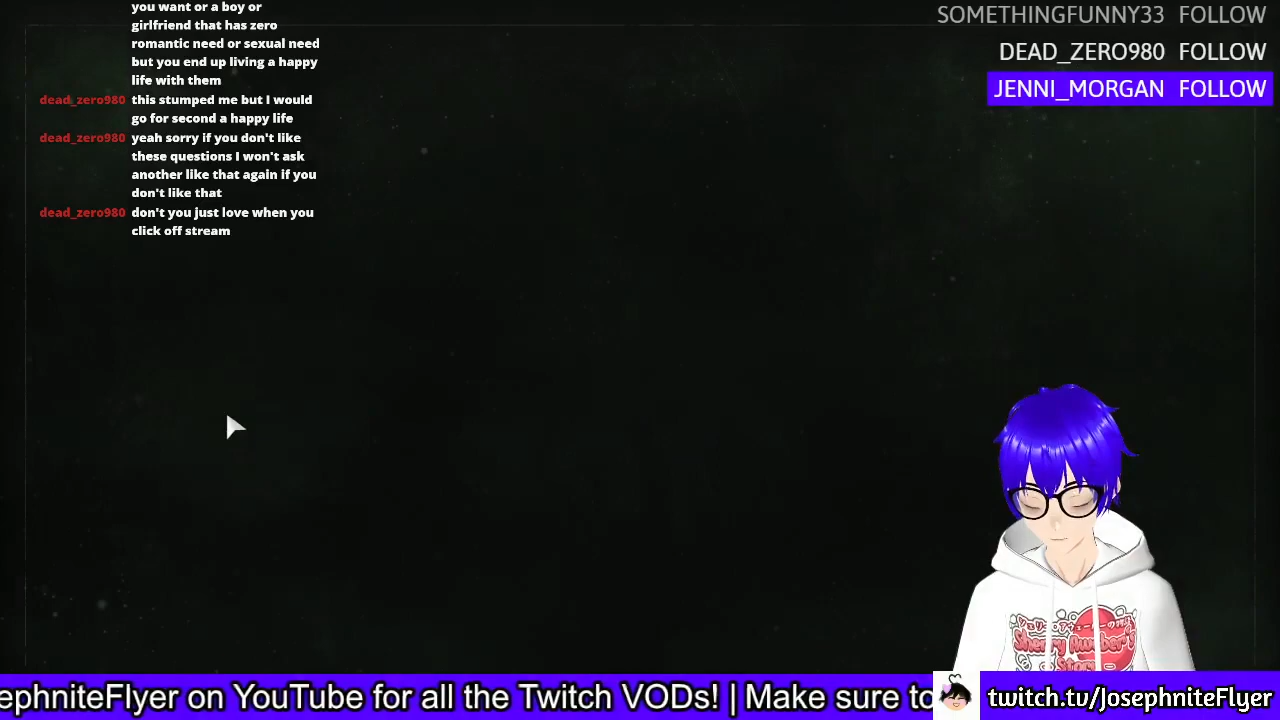 you want or a boy or
girlfriend that has zero
romantic need or sexual need
but you end up living a happy
life with them
dead_zero980 this stumped me but I would
go for second a happy life
dead_zero980 yeah sorry if you don't like
these questions I won't ask
another like that again if you
don't like that
dead_zero980 don't you just love when you
click off stream
SOMETHINGFUNNY33 FOLLOW
DEAD_ZERO980 FOLLOW
JENNI_MORGAN FOLLOW
Sherry
Story
ephniteFlyer on YouTube for all the Twitch VODs! | Make sure to
twitch.tv/JosephniteFlyer